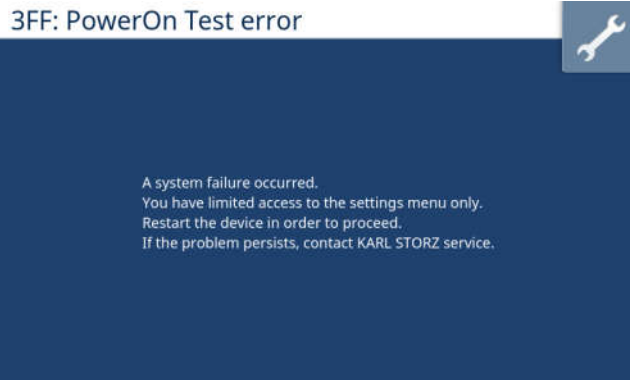 3FF: PowerOn Test error
A system failure occurred.
You have limited access to the settings menu only.
Restart the device in order to proceed.
If the problem persists, contact KARL STORZ service.